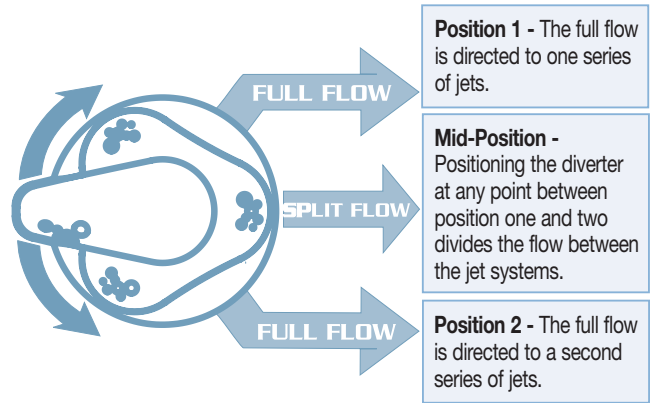 Position 1 - The full flow
is directed to one series
of jets.
FULL FLOW
Mid-Position -
Positioning the diverter
at any point between
position one and two
divides the flow between
the jet systems.
SPLIT FLOW
Position 2 - The full flow
is directed to a second
series of jets.
FULL FLOW